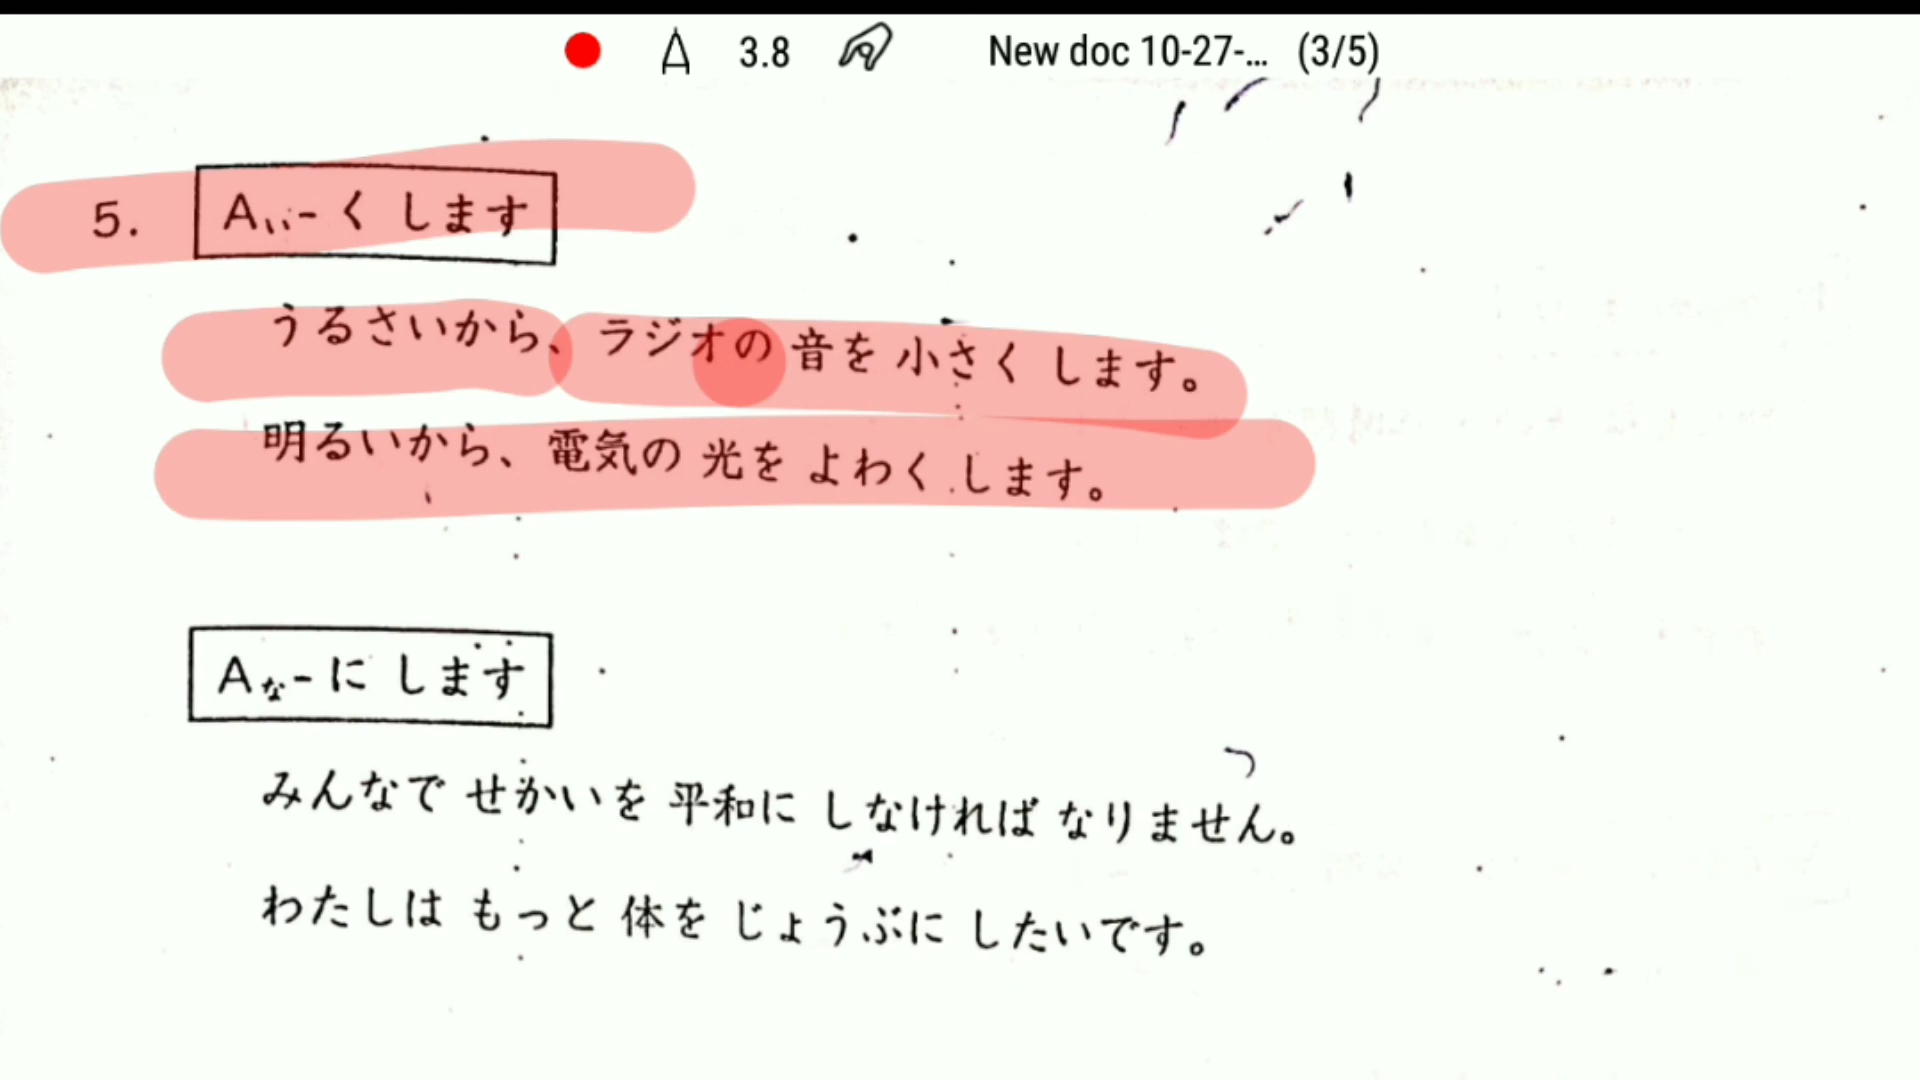 3.8 New doc 10-27-... (3/5)
5. Aい-く します
うるさいから、ラジオの 音を 小さく します。
明るいから、電気の 光を よわく します。
Aな-に します
みんなで せかいを 平和に しなければ なりません。
わたしは もっと 体を じょうぶに したいです。